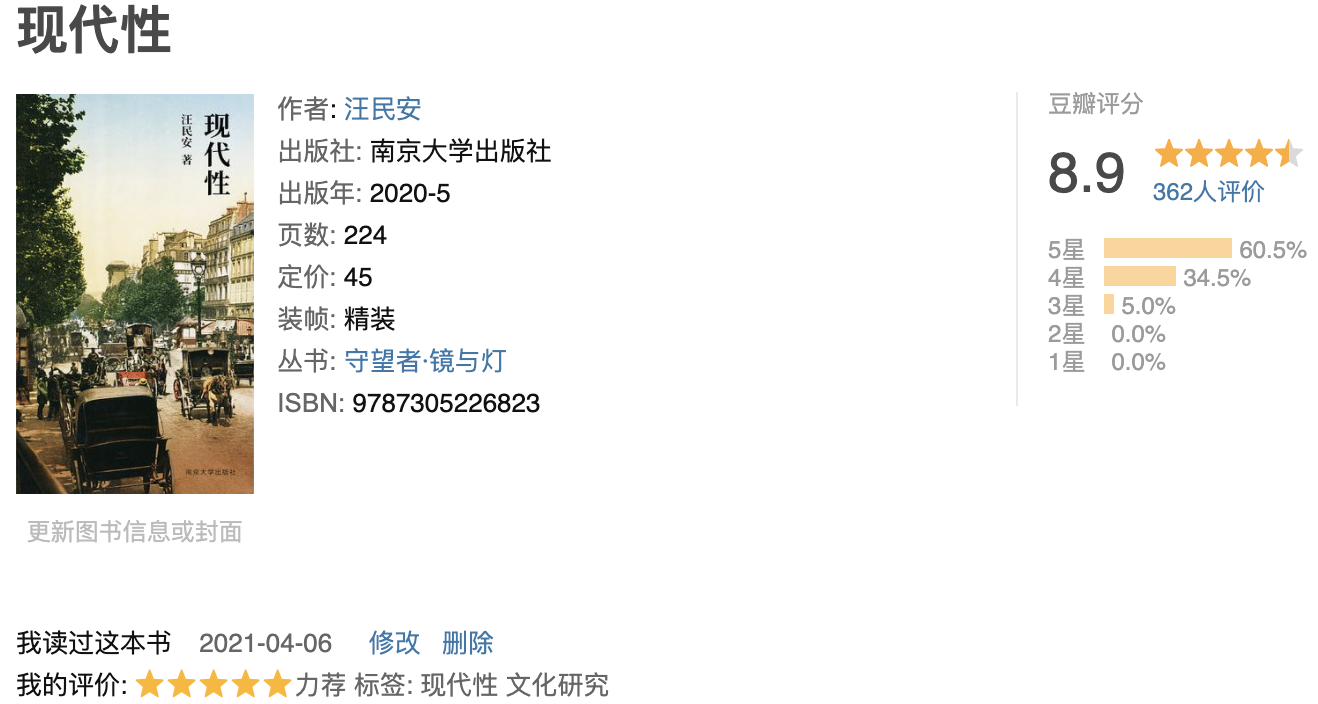 现代性
现代性
汪民安 著
南京大学出版社
作者: 汪民安
出版社: 南京大学出版社
出版年: 2020-5
页数: 224
定价: 45
装帧: 精装
丛书: 守望者·镜与灯
ISBN: 9787305226823
豆瓣评分
8.9
362人评价
5星 60.5%
4星 34.5%
3星 5.0%
2星 0.0%
1星 0.0%
更新图书信息或封面
我读过这本书 2021-04-06 修改 删除
我的评价: 力荐 标签: 现代性 文化研究